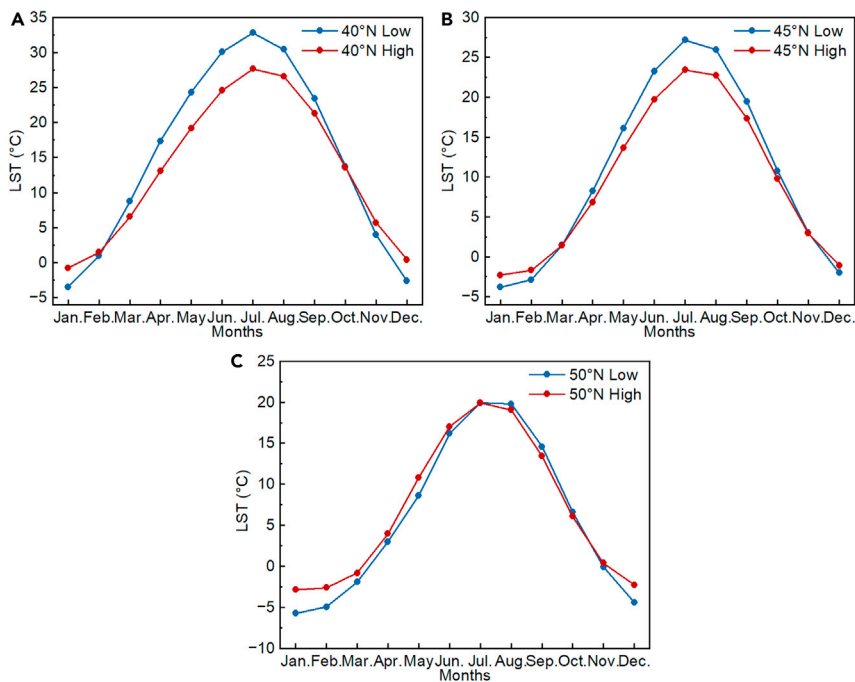 A
40°N Low
40°N High
35
30
25
20
15
10
5
0
−5
LST (°C)
Jan. Feb. Mar. Apr. May Jun. Jul. Aug. Sep. Oct. Nov. Dec.
Months
B
45°N Low
45°N High
30
25
20
15
10
5
0
−5
LST (°C)
Jan. Feb. Mar. Apr. May Jun. Jul. Aug. Sep. Oct. Nov. Dec.
Months
C
50°N Low
50°N High
25
20
15
10
5
0
−5
−10
LST (°C)
Jan. Feb. Mar. Apr. May Jun. Jul. Aug. Sep. Oct. Nov. Dec.
Months